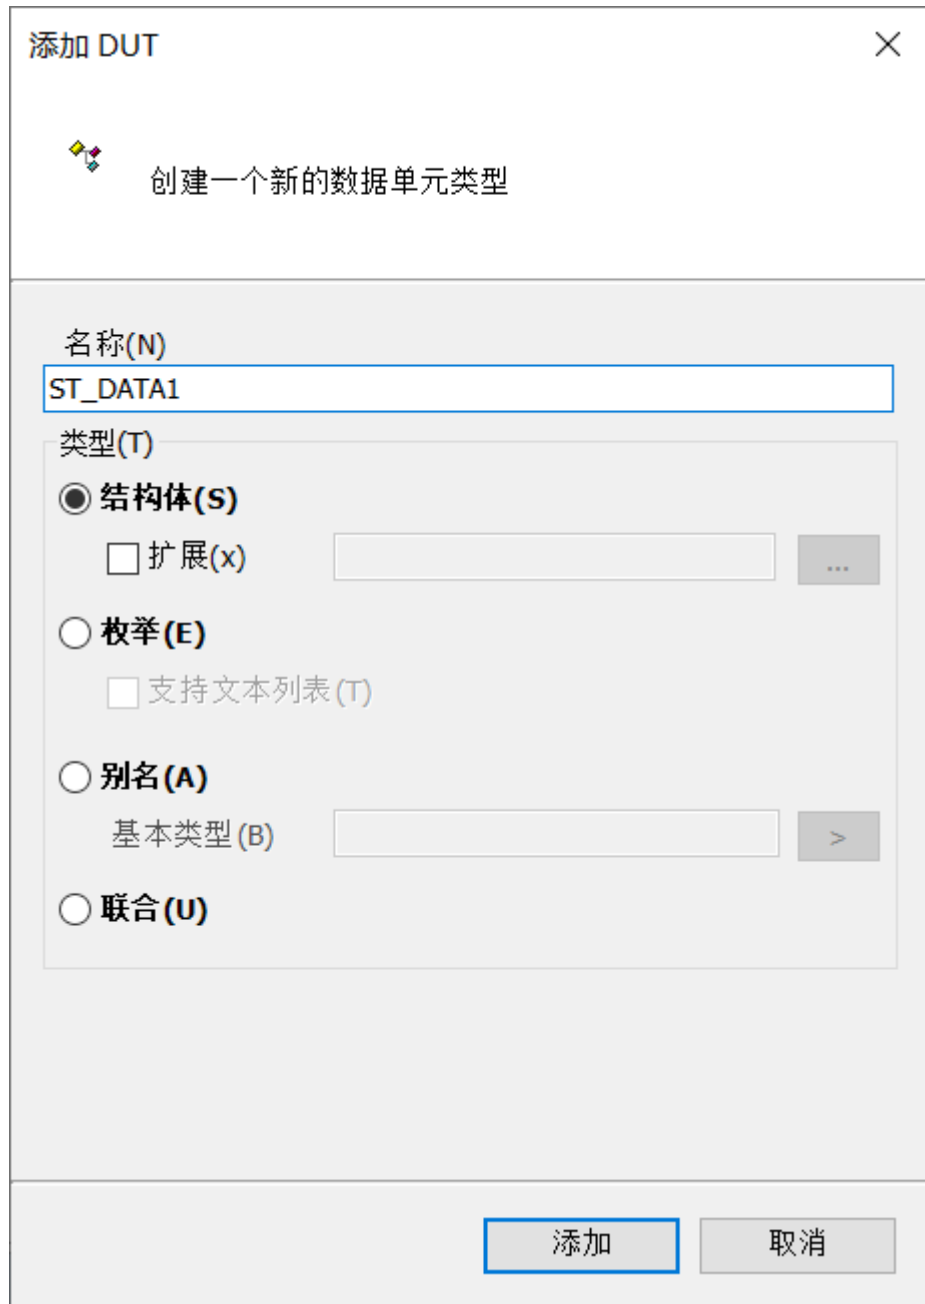 添加 DUT
创建一个新的数据单元类型
名称(N)
ST_DATA1
类型(T)
结构体(S)
扩展(x)
...
枚举(E)
支持文本列表(T)
别名(A)
基本类型(B)
>
联合(U)
添加 取消